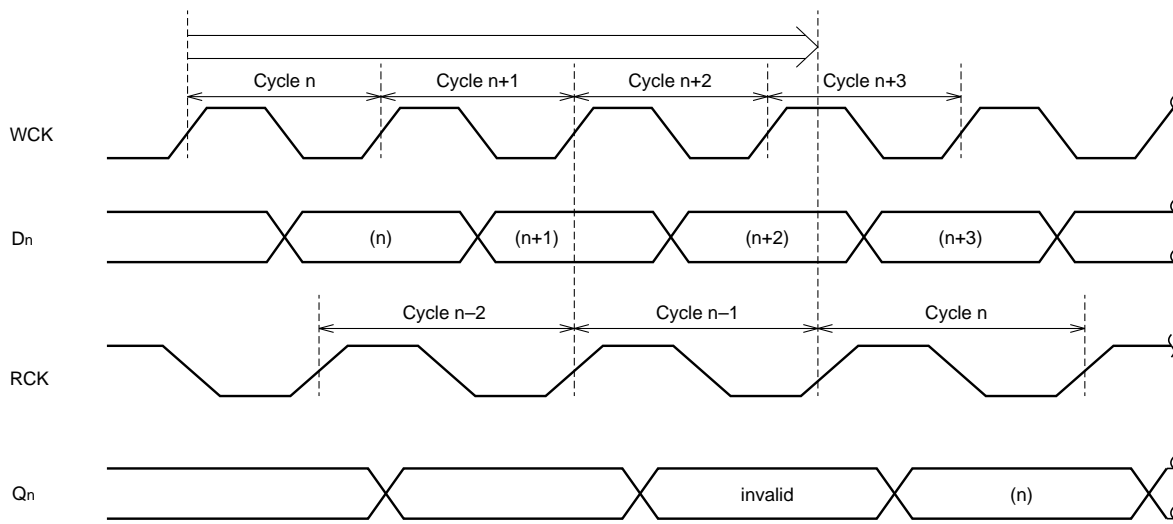 Cycle n Cycle n+1 Cycle n+2 Cycle n+3
WCK
Dn (n) (n+1) (n+2) (n+3)
Cycle n–2 Cycle n–1 Cycle n
RCK
Qn invalid (n)